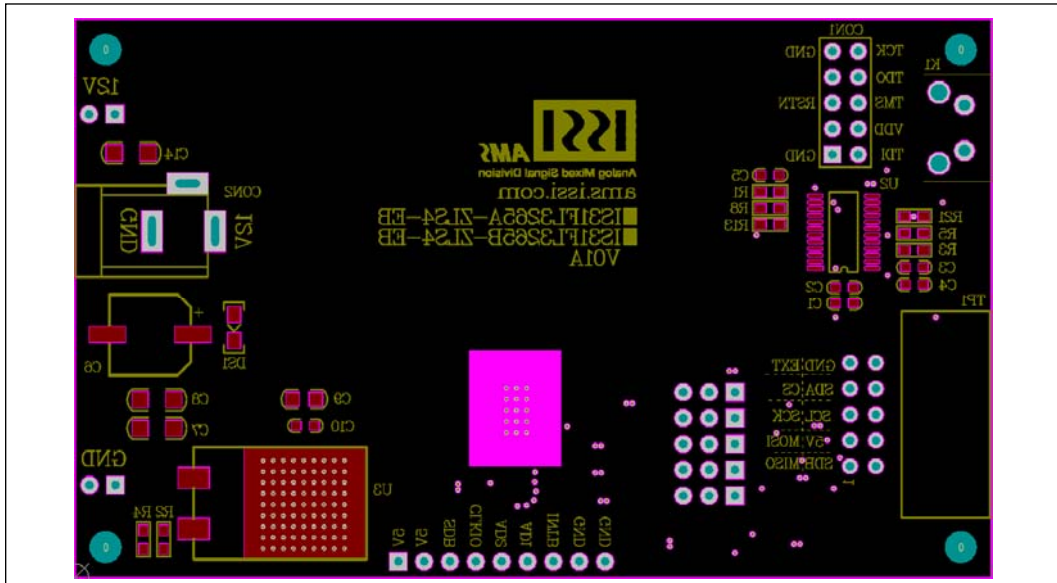 GND CON1 TCK
TDO
RSTN TMS
VDD
GND TDI
K1
12V
C14
CON2
GND
12V
ISSI
AMS
Analog Mixed Signal Division
ams.issi.com
IS31FL3265A-ZLS4-EB
IS31FL3265B-ZLS4-EB
V01A
C5
R1
R8
R13
U2
R21
R5
R3
C3
C4
C2
C1
TP1
+
C6
DS1
C8
C7
C9
C10
GND EXT
SDA CS
SCL SCK
5V MOSI
SDB MISO
1
GND
R4 R2
U3
5V
5V
SDB
CLKIO
AD2
AD1
INTB
GND
GND